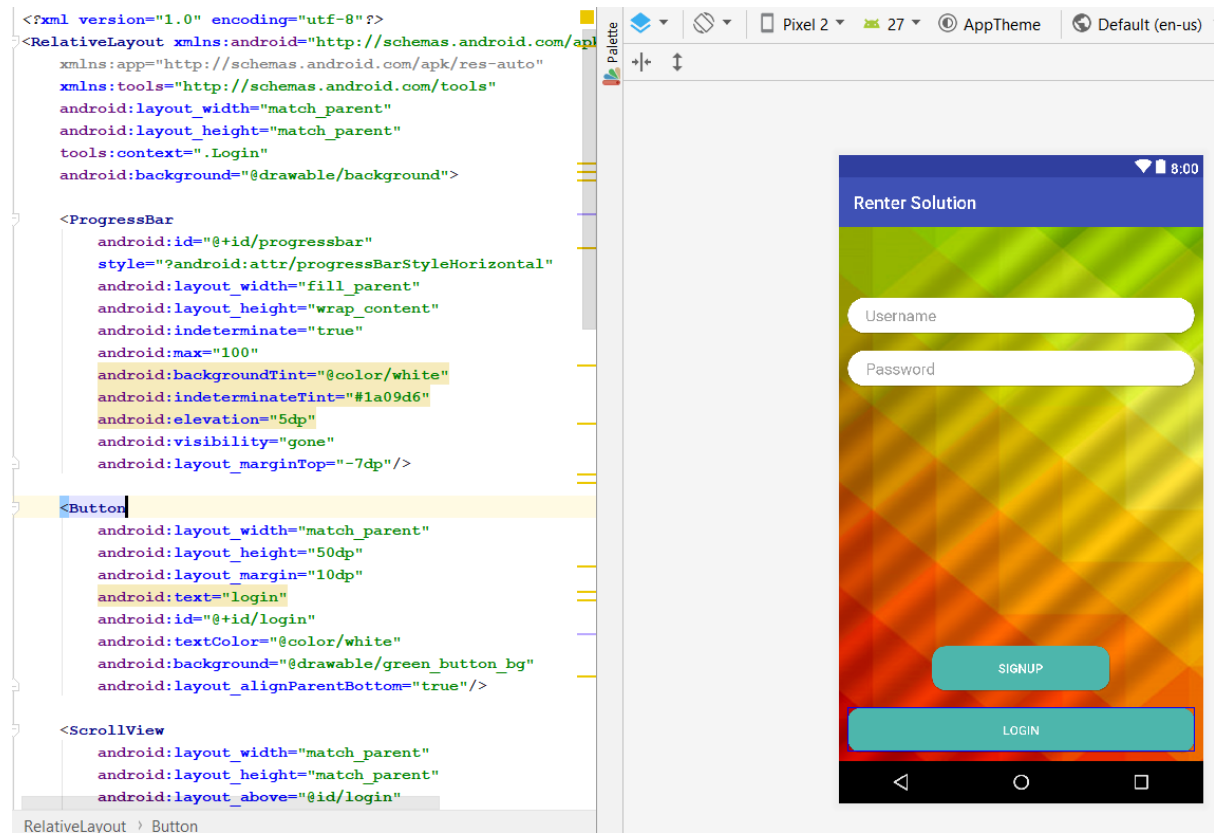 <?xml version="1.0" encoding="utf-8"?>
<RelativeLayout xmlns:android="http://schemas.android.com/apk
xmlns:app="http://schemas.android.com/apk/res-auto"
xmlns:tools="http://schemas.android.com/tools"
android:layout_width="match_parent"
android:layout_height="match_parent"
tools:context=".Login"
android:background="@drawable/background">
<ProgressBar
android:id="@+id/progressbar"
style="?android:attr/progressBarStyleHorizontal"
android:layout_width="fill_parent"
android:layout_height="wrap_content"
android:indeterminate="true"
android:max="100"
android:backgroundTint="@color/white"
android:indeterminateTint="#1a09d6"
android:elevation="5dp"
android:visibility="gone"
android:layout_marginTop="-7dp"/>
<Button
android:layout_width="match_parent"
android:layout_height="50dp"
android:layout_margin="10dp"
android:text="login"
android:id="@+id/login"
android:textColor="@color/white"
android:background="@drawable/green_button_bg"
android:layout_alignParentBottom="true"/>
<ScrollView
android:layout_width="match_parent"
android:layout_height="match_parent"
android:layout_above="@id/login"
RelativeLayout › Button
Palette
Pixel 2
27
AppTheme
Default (en-us)
8:00
Renter Solution
Username
Password
SIGNUP
LOGIN